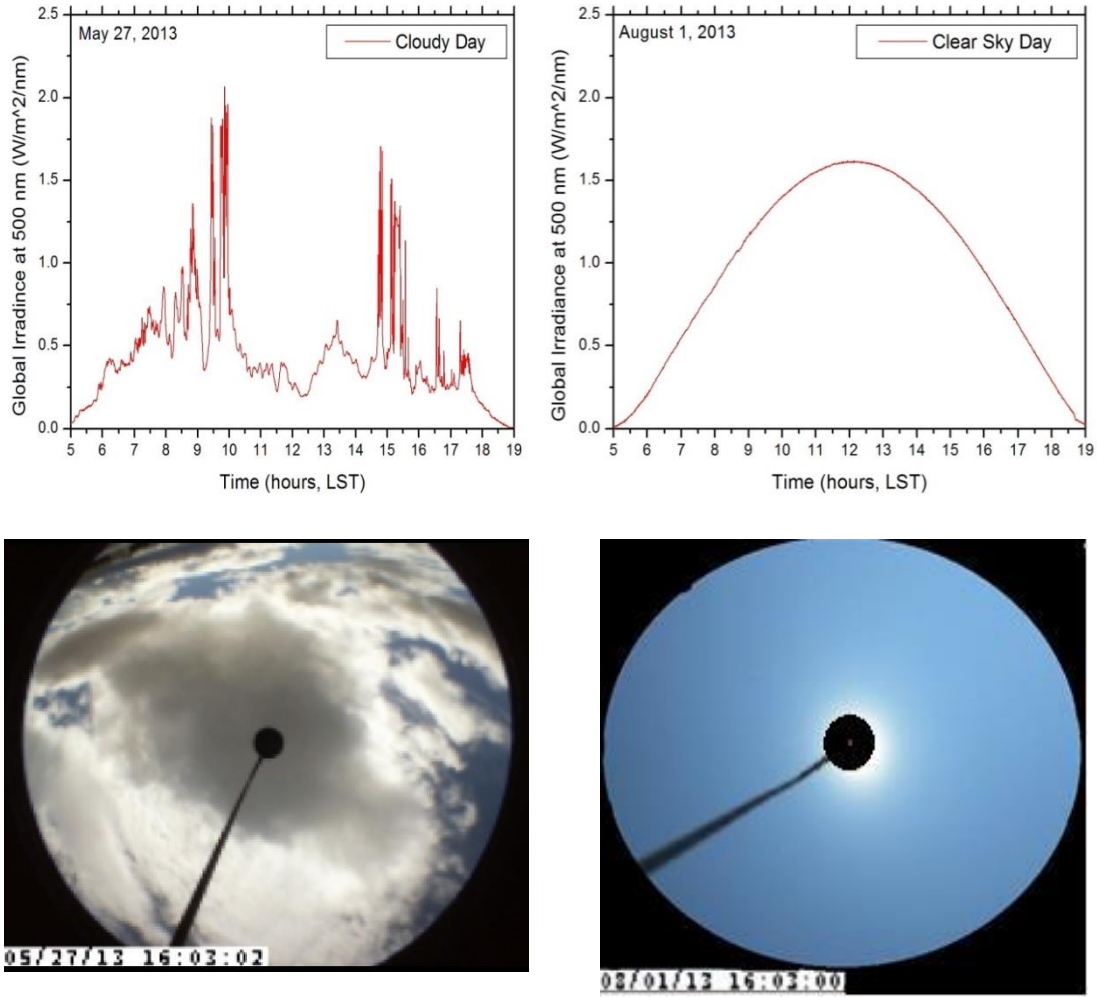 May 27, 2013
Cloudy Day
Global Irradince at 500 nm (W/m^2/nm)
2.5
2.0
1.5
1.0
0.5
0.0
5 6 7 8 9 10 11 12 13 14 15 16 17 18 19
Time (hours, LST)
August 1, 2013
Clear Sky Day
Global Irradiance at 500 nm (W/m^2/nm)
2.5
2.0
1.5
1.0
0.5
0.0
5 6 7 8 9 10 11 12 13 14 15 16 17 18 19
Time (hours, LST)
05/27/13 16:03:02
08/01/13 16:03:00